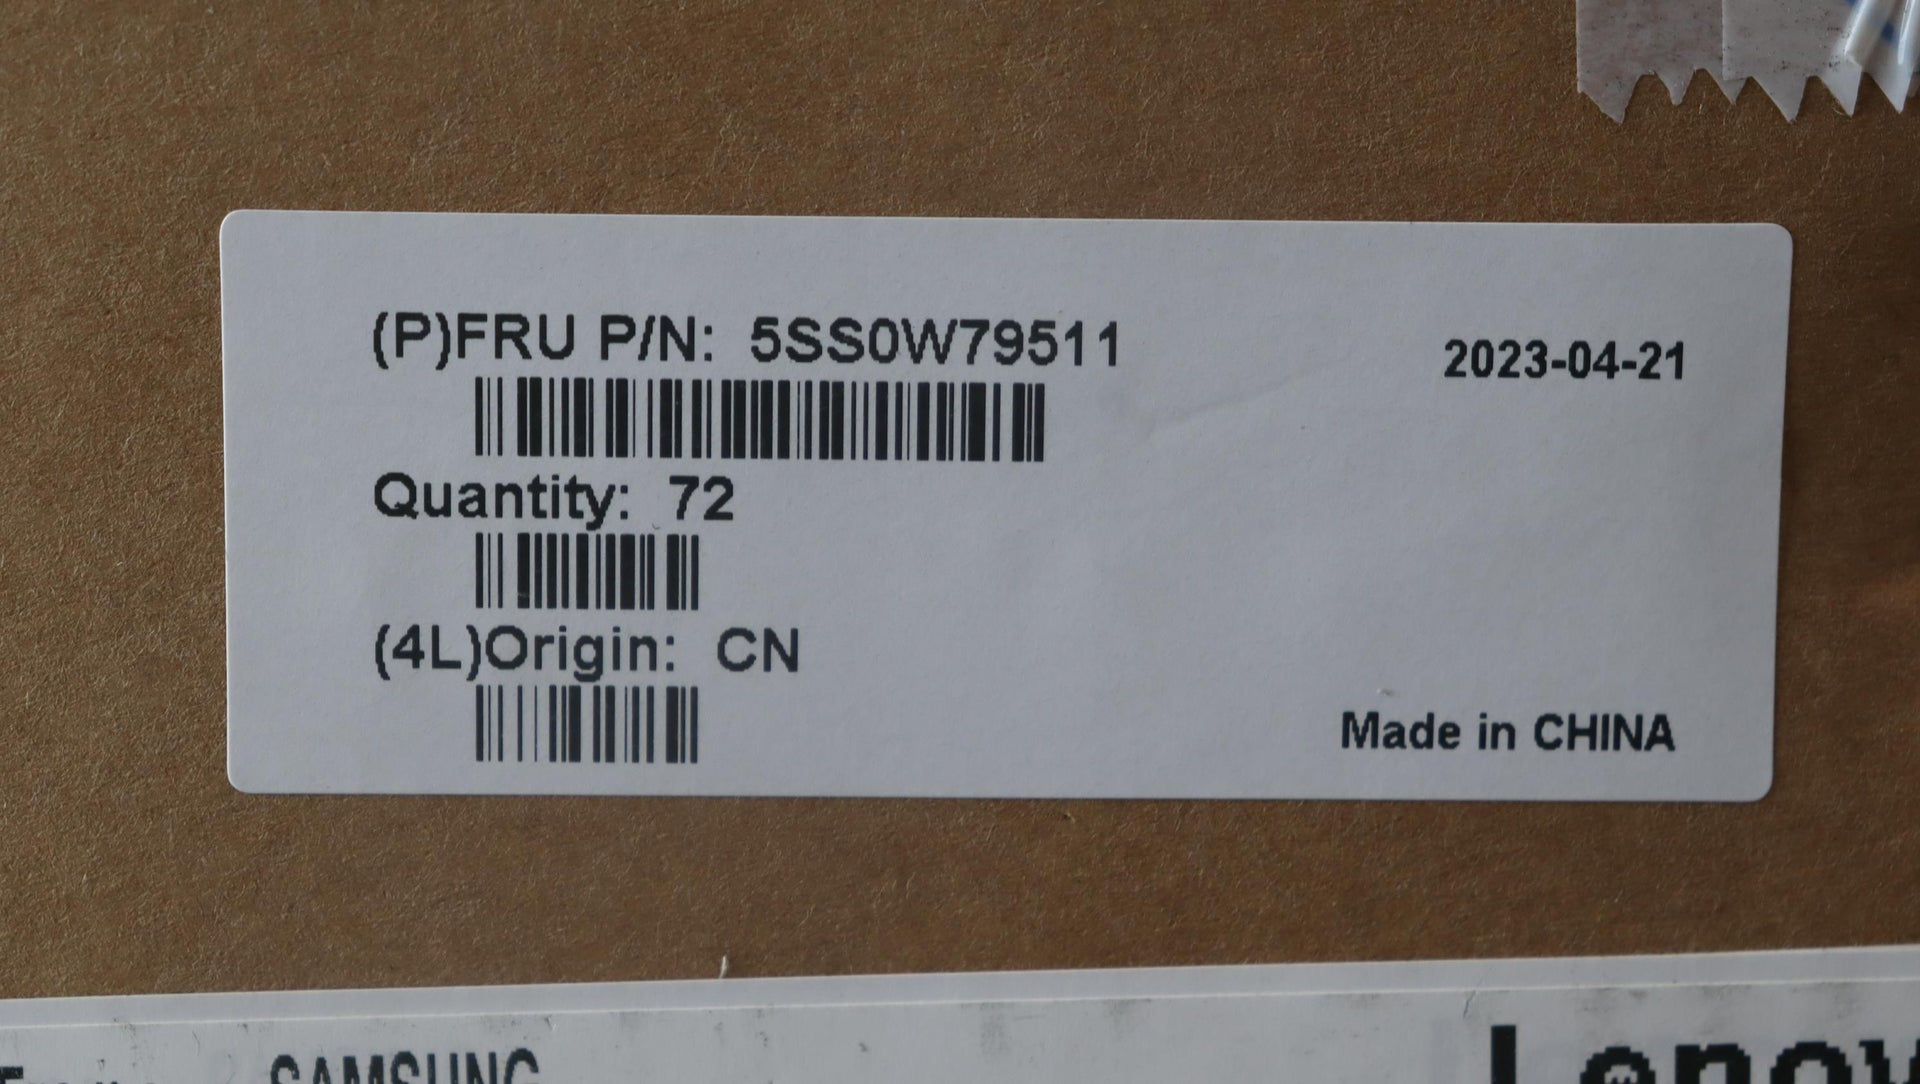 (P)FRU P/N: 5SS0W79511
2023-04-21
Quantity: 72
(4L)Origin: CN
Made in CHINA
SAMSUNG